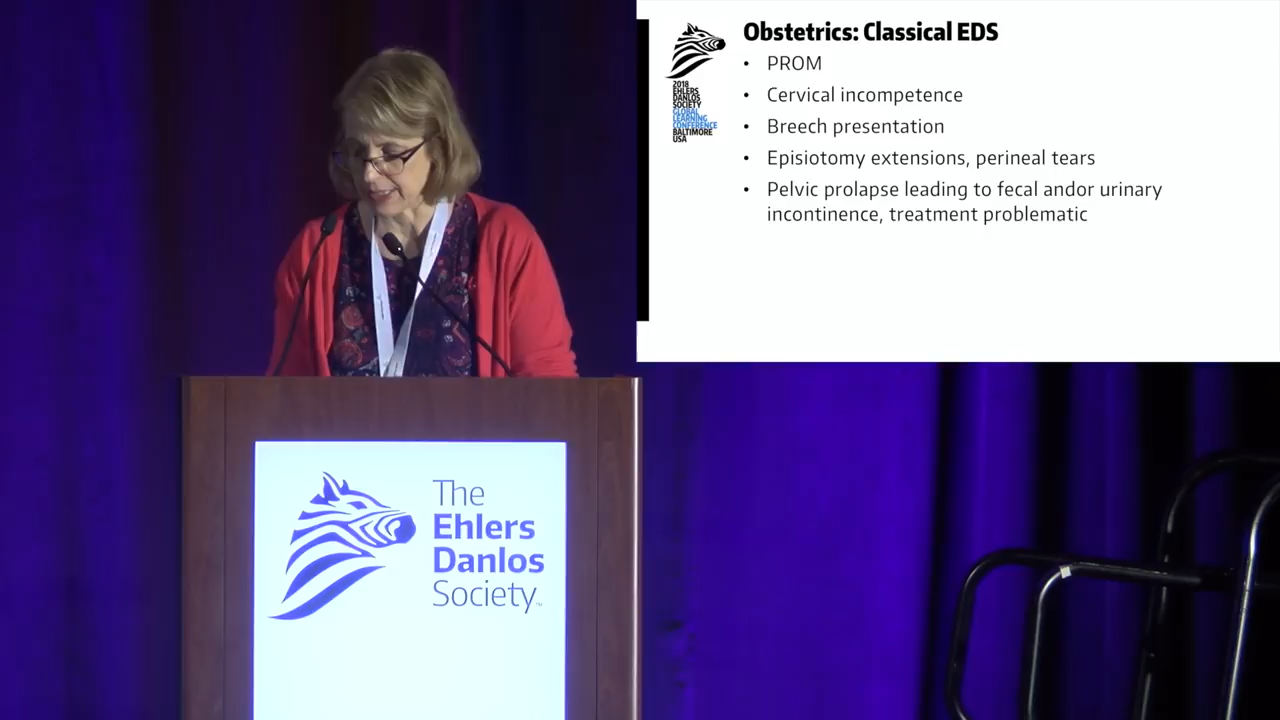 Obstetrics: Classical EDS
• PROM
• Cervical incompetence
• Breech presentation
• Episiotomy extensions, perineal tears
• Pelvic prolapse leading to fecal andor urinary
incontinence, treatment problematic
2018
EHLERS
DANLOS
SOCIETY
GLOBAL
LEARNING
CONFERENCE
BALTIMORE
USA
The
Ehlers
Danlos
Society™